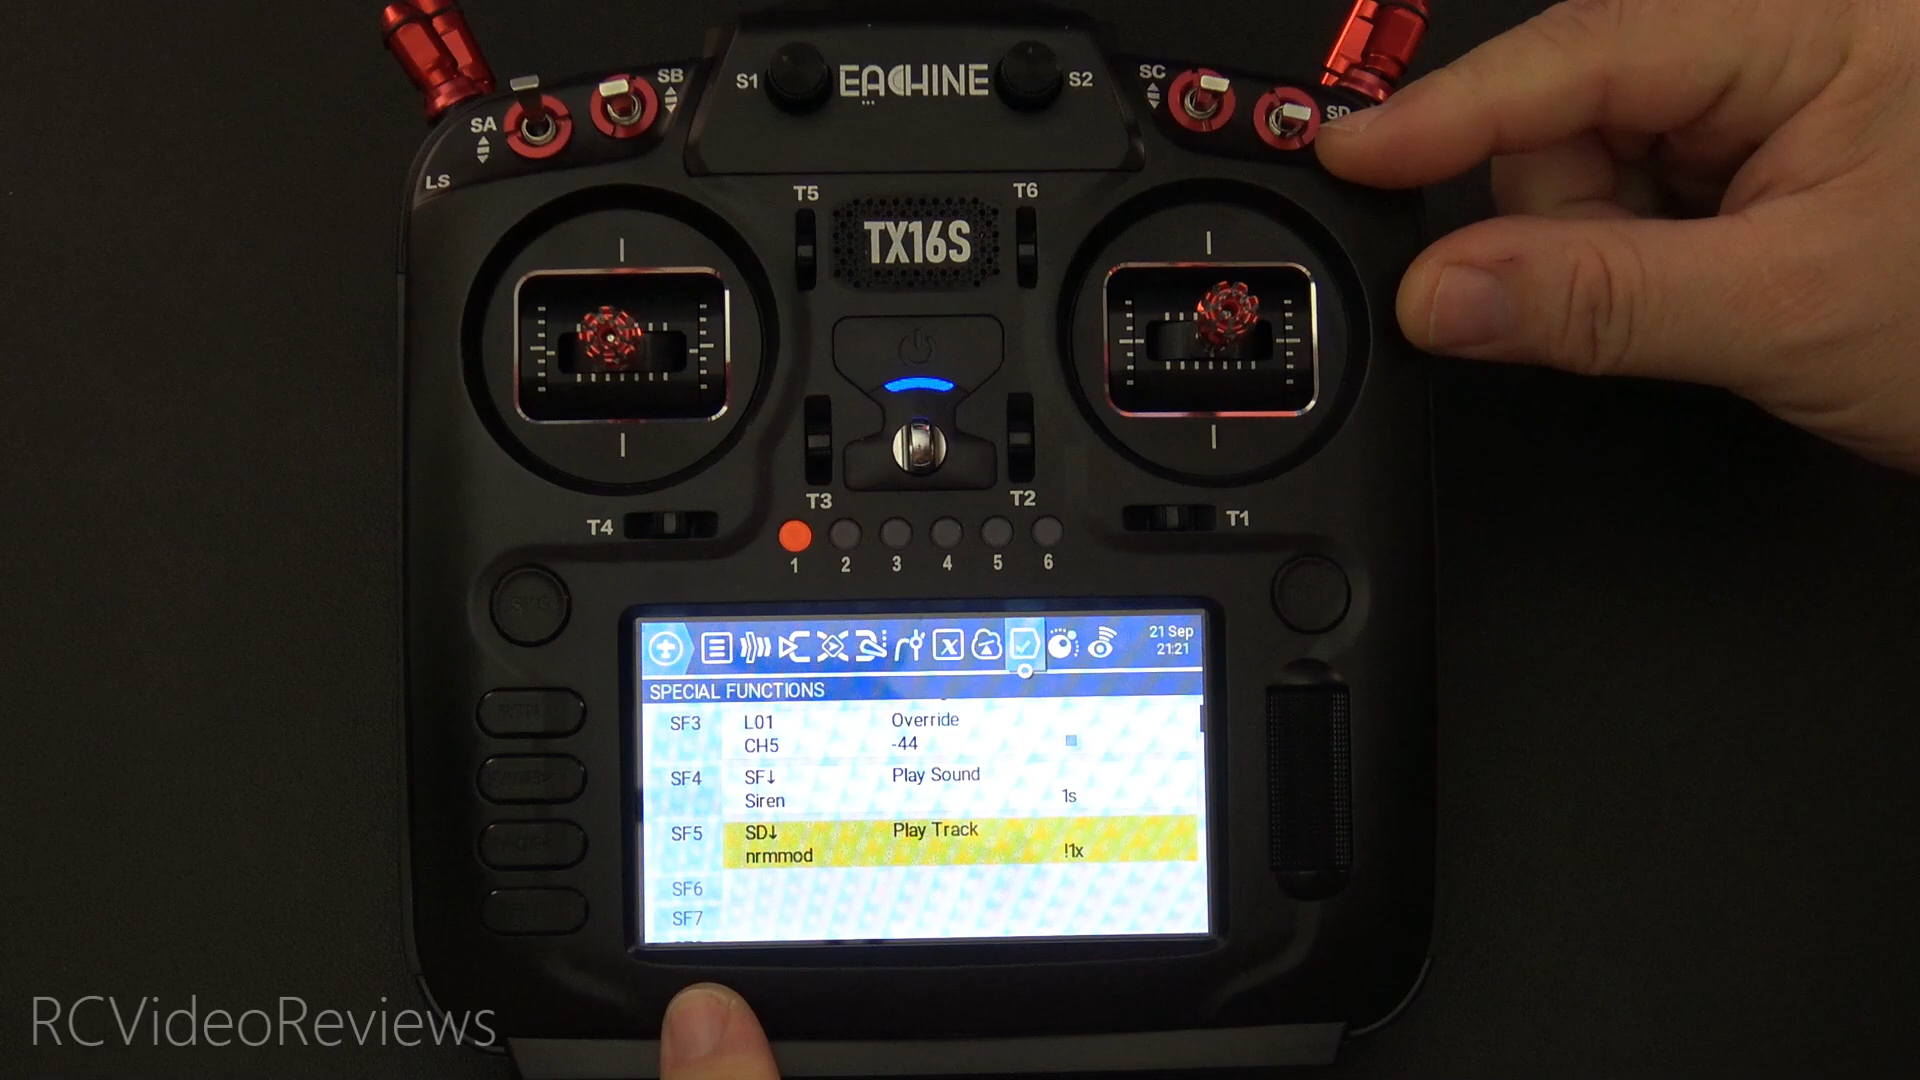 SA
SB
S1
EACHINE
S2
SC
SD
LS
T5
T6
TX16S
T3
T2
T4
T1
1 2 3 4 5 6
21 Sep
21:21
SPECIAL FUNCTIONS
SF3 L01 Override
CH5 -44
SF4 SF↓ Play Sound
Siren 1s
SF5 SD↓ Play Track
nrmmod !1x
SF6
SF7
RCVideoReviews